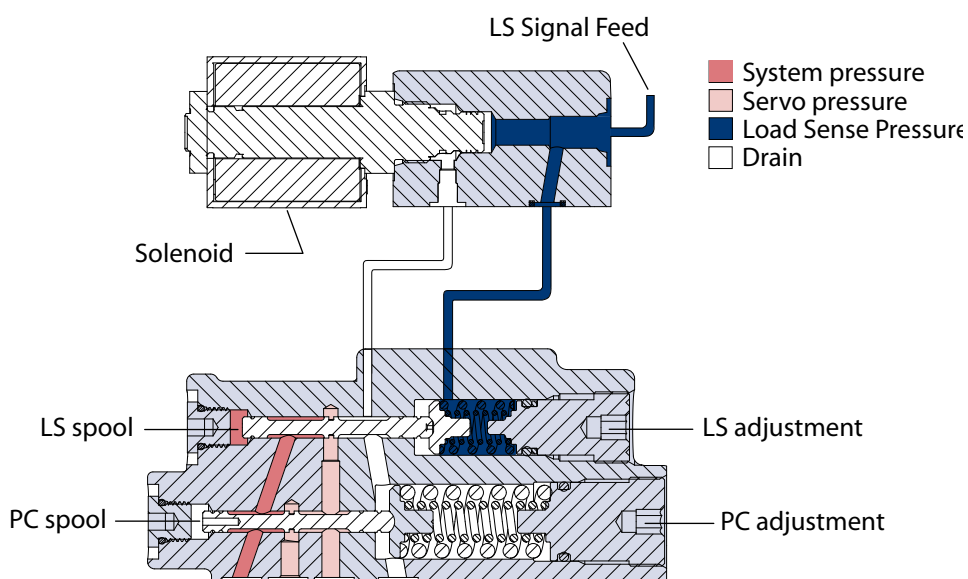 LS Signal Feed
System pressure
Servo pressure
Load Sense Pressure
Drain
Solenoid
LS spool
LS adjustment
PC spool
PC adjustment